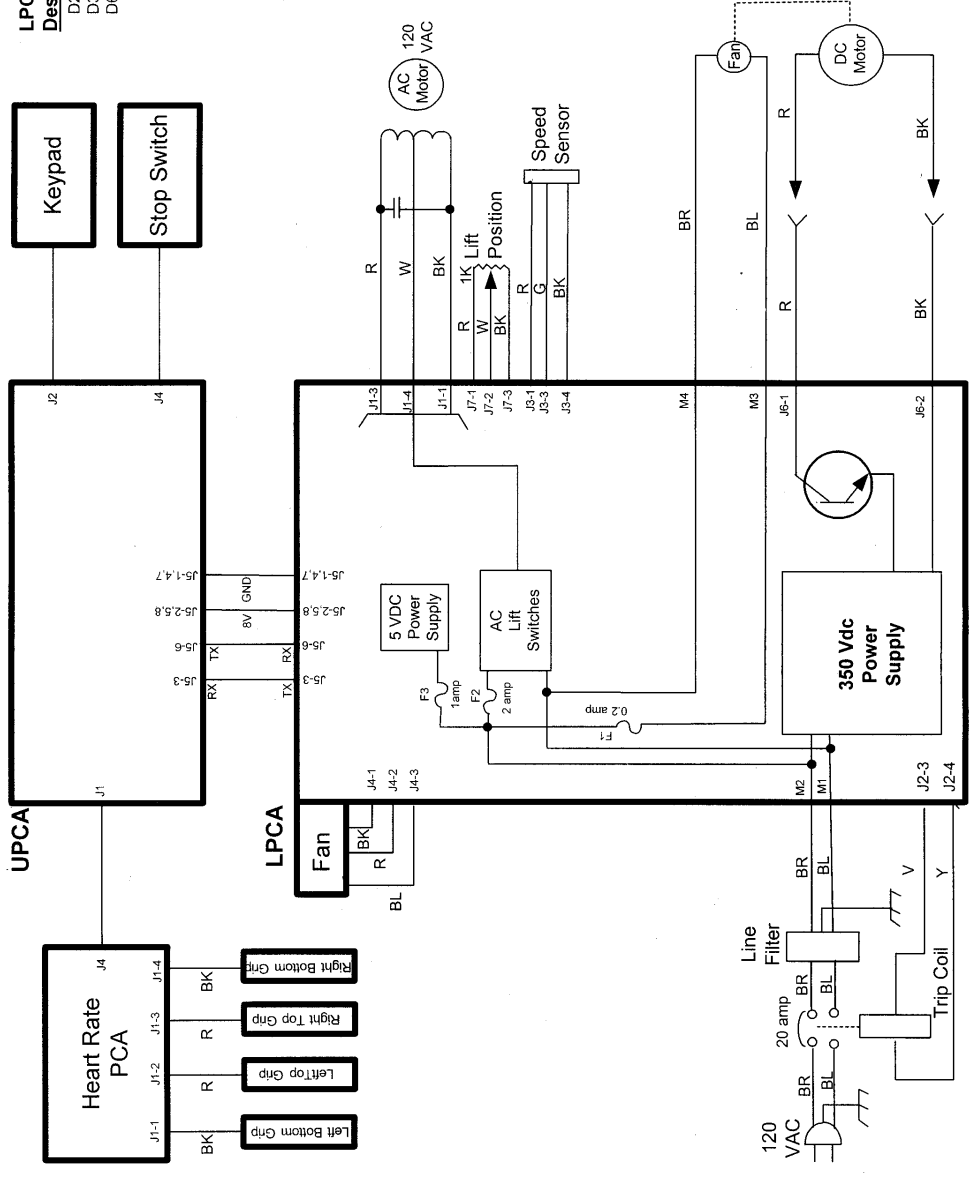 LPC
Des
D2
D3
D6
UPCA
J1
J2
J4
J5-3
J5-6
J5-2,5,8
J5-1,4,7
Keypad
Stop Switch
RX
TX
8V
GND
TX
RX
J5-3
J5-6
J5-2,5,8
J5-1,4,7
Heart Rate
PCA
J4
J1-1
J1-2
J1-3
J1-4
BK
R
R
BK
Left Bottom Grip
LeftTop Grip
Right Top Grip
Right Bottom Grip
LPCA
Fan
BK
R
BL
J4-1
J4-2
J4-3
5 VDC
Power
Supply
F3
1amp
AC
Lift
Switches
F2
2 amp
F1
0.2 amp
J1-3
J1-4
J1-1
R
W
BK
AC
Motor
120
VAC
J7-1
J7-2
J7-3
R
W
BK
1K
Lift
Position
J3-1
J3-3
J3-4
R
G
BK
Speed
Sensor
M4
M3
BR
BL
Fan
J6-1
J6-2
R
R
BK
BK
DC
Motor
350 Vdc
Power
Supply
M2
M1
J2-3
J2-4
BR
BL
V
Y
Line
Filter
BR
BL
20 amp
Trip Coil
BR
BL
120
VAC